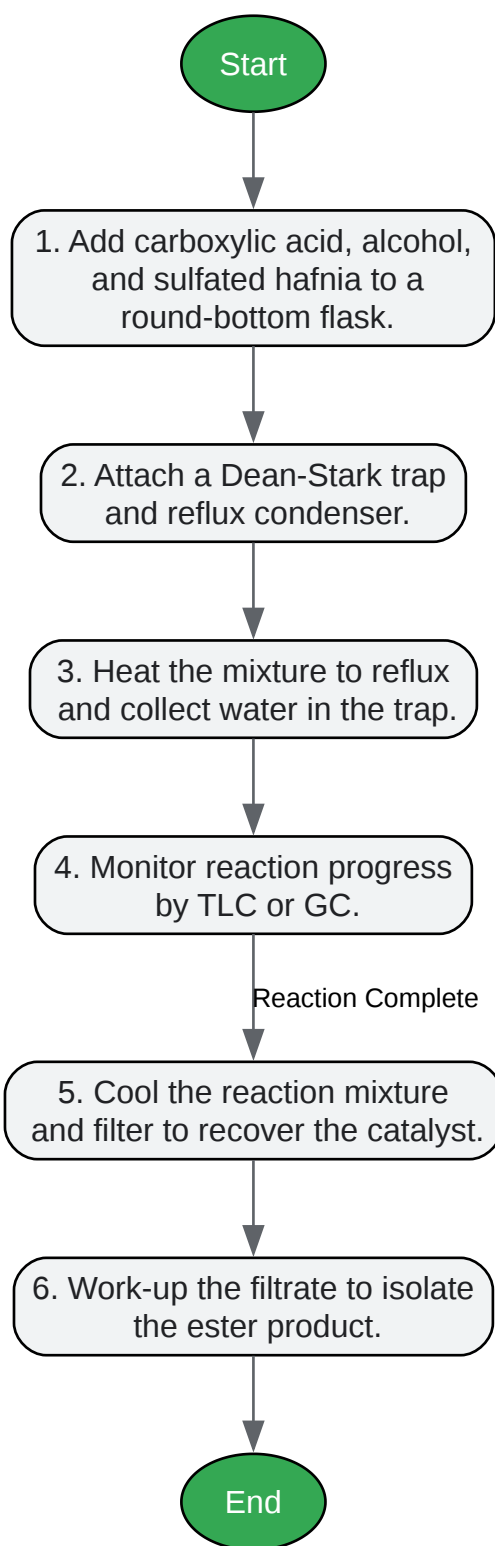 Start
1. Add carboxylic acid, alcohol,
and sulfated hafnia to a
round-bottom flask.
2. Attach a Dean-Stark trap
and reflux condenser.
3. Heat the mixture to reflux
and collect water in the trap.
4. Monitor reaction progress
by TLC or GC.
Reaction Complete
5. Cool the reaction mixture
and filter to recover the catalyst.
6. Work-up the filtrate to isolate
the ester product.
End